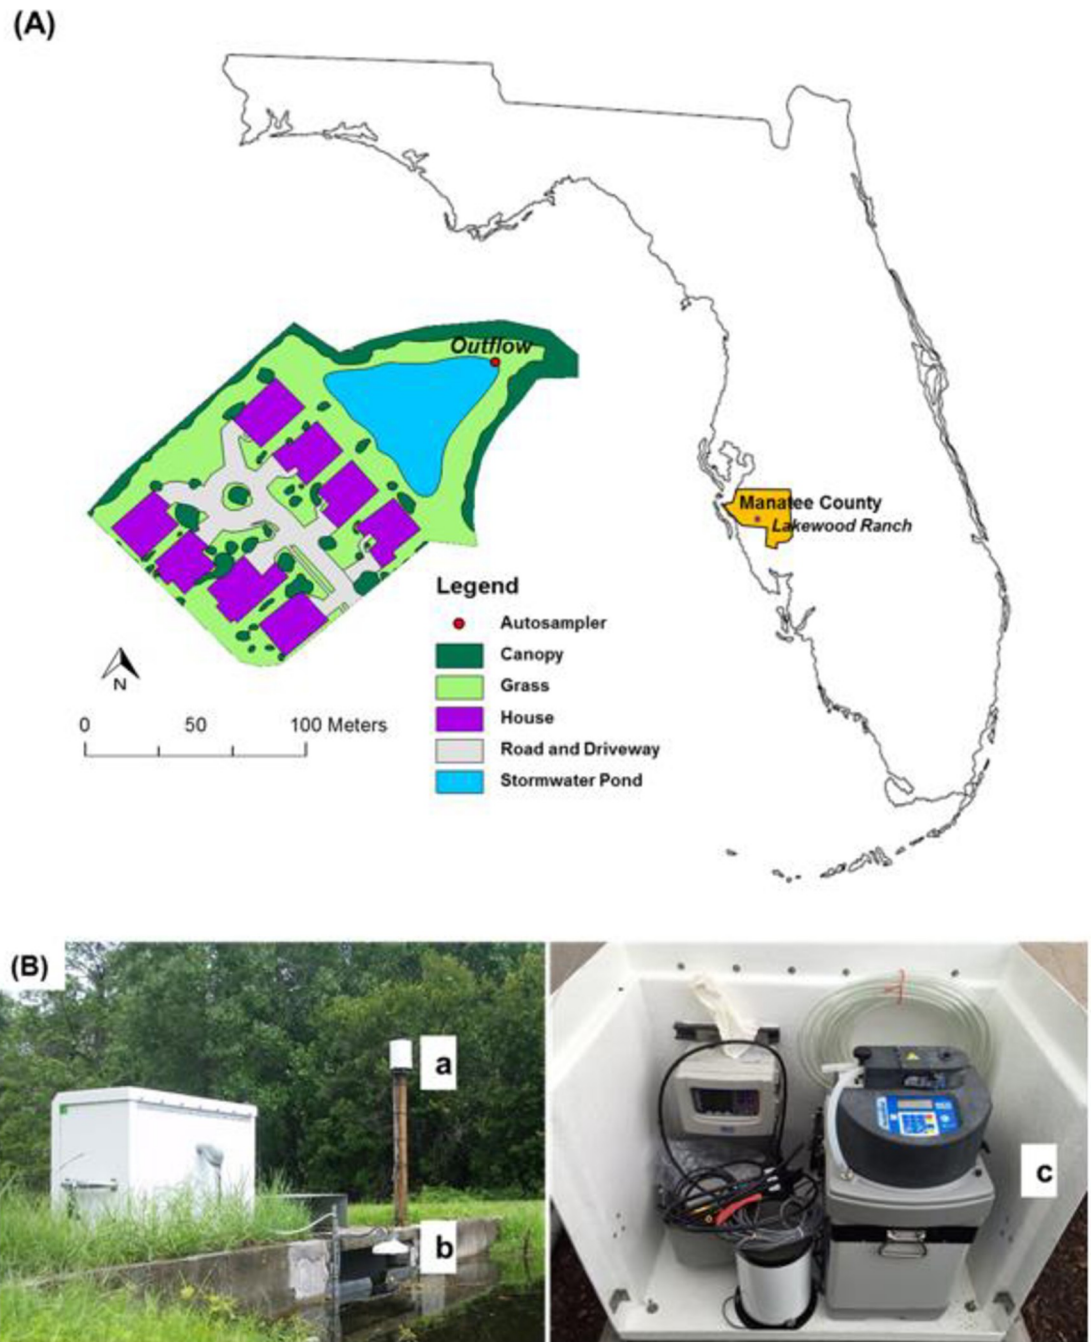 (A)
Outflow
Manatee County
Lakewood Ranch
Legend
Autosampler
Canopy
Grass
House
Road and Driveway
Stormwater Pond
N
0 50 100 Meters
(B)
a
b
c